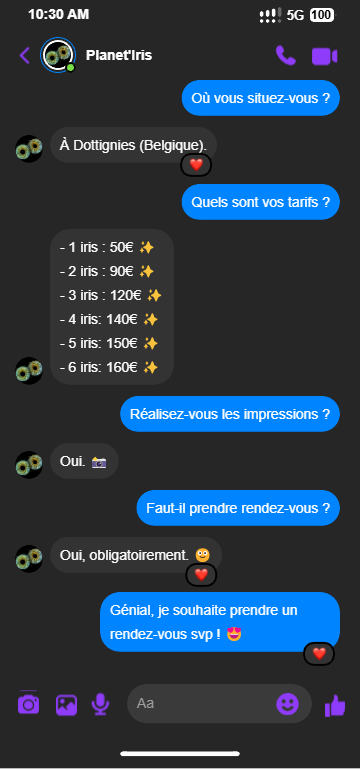 10:30 AM 5G 100
Planet'Iris
Où vous situez-vous ?
À Dottignies (Belgique).
Quels sont vos tarifs ?
- 1 iris : 50€ ✨
- 2 iris : 90€ ✨
- 3 iris : 120€ ✨
- 4 iris: 140€ ✨
- 5 iris: 150€ ✨
- 6 iris: 160€ ✨
Réalisez-vous les impressions ?
Oui. 📸
Faut-il prendre rendez-vous ?
Oui, obligatoirement. 🙂
Génial, je souhaite prendre un
rendez-vous svp ! 😍
Aa